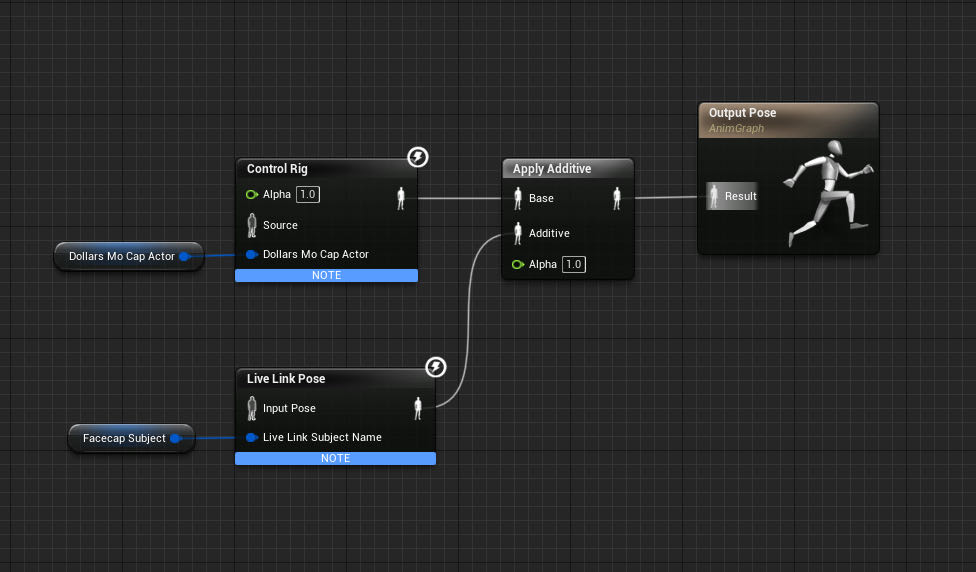 Output Pose
AnimGraph
Result
Control Rig
Alpha 1.0
Source
Dollars Mo Cap Actor
NOTE
Dollars Mo Cap Actor
Apply Additive
Base
Additive
Alpha 1.0
Live Link Pose
Input Pose
Live Link Subject Name
NOTE
Facecap Subject